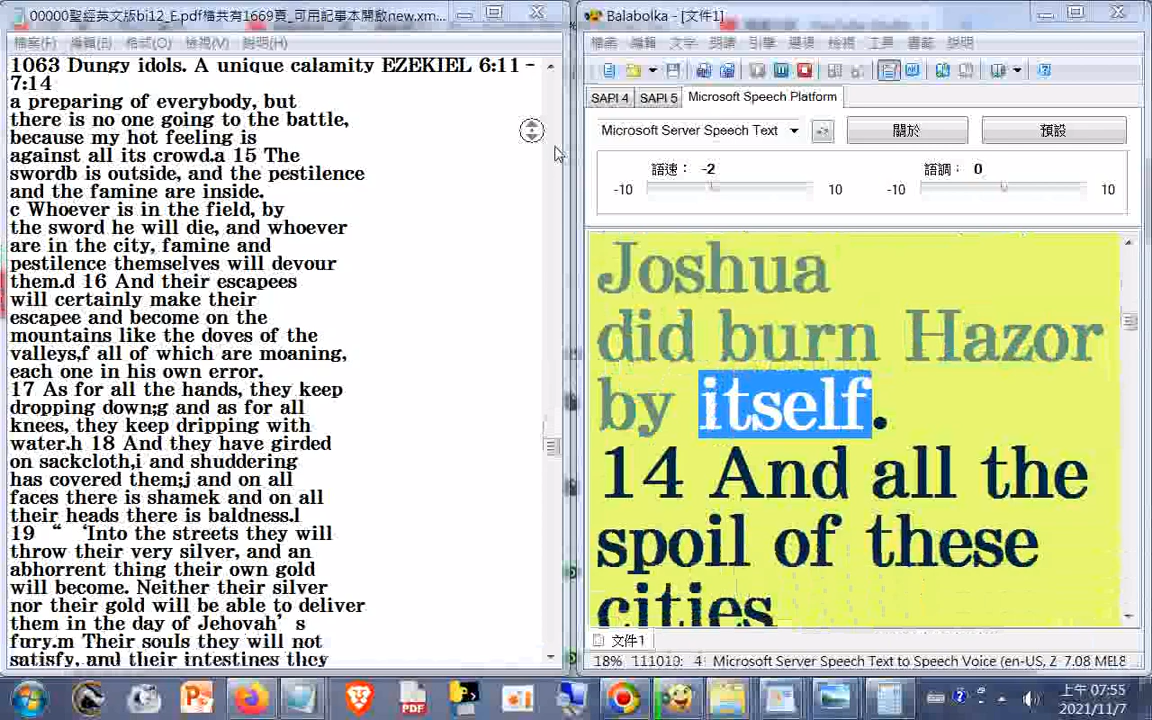 00000聖經英文版bi12_E.pdf檔共有1669頁_可用記事本開啟new.xm...
檔案(F) 編輯(E) 格式(O) 檢視(V) 說明(H)
1063 Dungy idols. A unique calamity EZEKIEL 6:11 –
7:14
a preparing of everybody, but
there is no one going to the battle,
because my hot feeling is
against all its crowd.a 15 The
swordb is outside, and the pestilence
and the famine are inside.
c Whoever is in the field, by
the sword he will die, and whoever
are in the city, famine and
pestilence themselves will devour
them.d 16 And their escapees
will certainly make their
escapee and become on the
mountains like the doves of the
valleys,f all of which are moaning,
each one in his own error.
17 As for all the hands, they keep
dropping down;g and as for all
knees, they keep dripping with
water.h 18 And they have girded
on sackcloth,i and shuddering
has covered them;j and on all
faces there is shamek and on all
their heads there is baldness.l
19 “ ‘Into the streets they will
throw their very silver, and an
abhorrent thing their own gold
will become. Neither their silver
nor their gold will be able to deliver
them in the day of Jehovah’ s
fury.m Their souls they will not
satisfy, and their intestines they
Balabolka - [文件1]
檔案 編輯 文字 朗讀 引擎 選項 檢視 工具 書籤 說明
SAPI 4 SAPI 5 Microsoft Speech Platform
Microsoft Server Speech Text 關於 預設
語速： -2 語調： 0
-10 10 -10 10
Joshua
did burn Hazor
by itself.
14 And all the
spoil of these
cities
文件1
18% 111010: 4 Microsoft Server Speech Text to Speech Voice (en-US, Z 7.08 MEL8
上午 07:55
2021/11/7